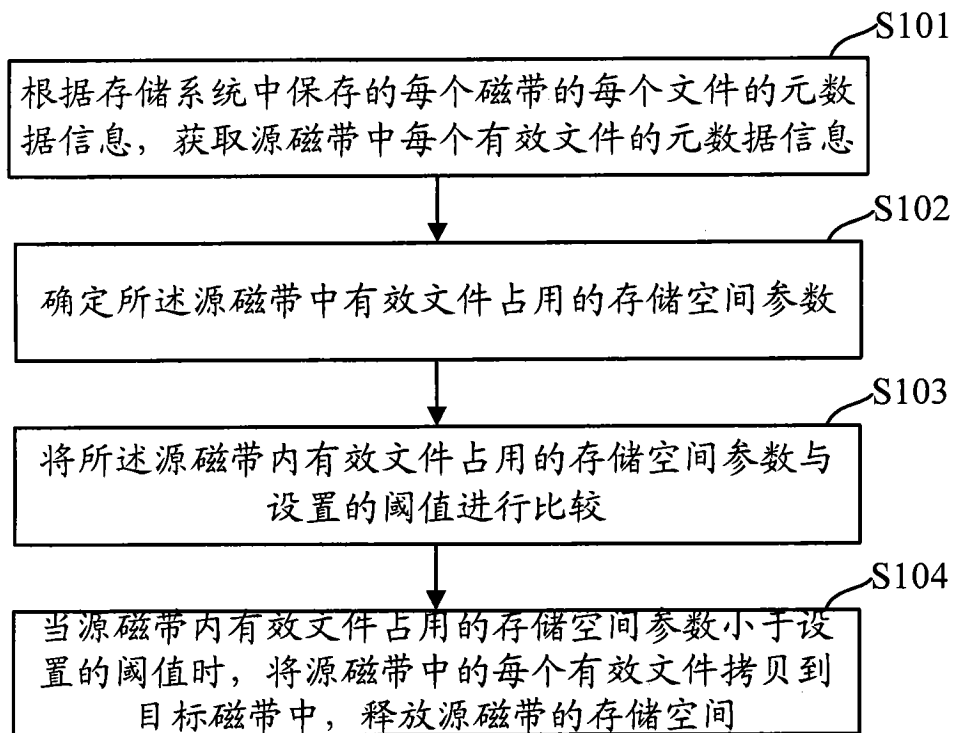 S101
根据存储系统中保存的每个磁带的每个文件的元数
据信息，获取源磁带中每个有效文件的元数据信息
S102
确定所述源磁带中有效文件占用的存储空间参数
S103
将所述源磁带内有效文件占用的存储空间参数与
设置的阈值进行比较
S104
当源磁带内有效文件占用的存储空间参数小于设
置的阈值时，将源磁带中的每个有效文件拷贝到
目标磁带中，释放源磁带的存储空间